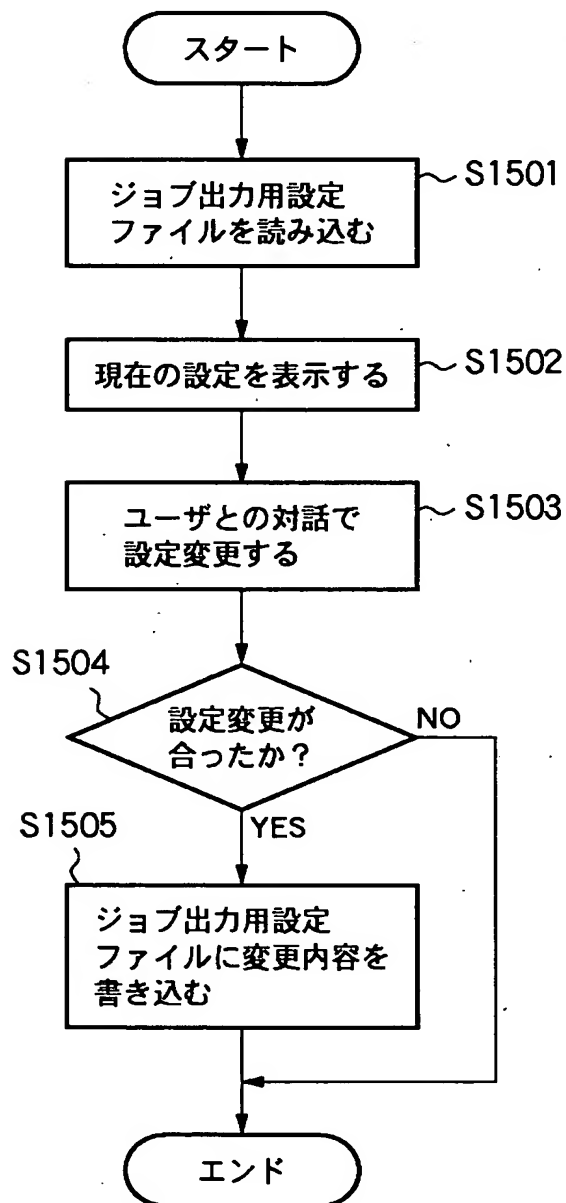 スタート
ジョブ出力用設定
ファイルを読み込む
S1501
現在の設定を表示する
S1502
ユーザとの対話で
設定変更する
S1503
S1504
設定変更が
合ったか？
NO
YES
S1505
ジョブ出力用設定
ファイルに変更内容を
書き込む
エンド